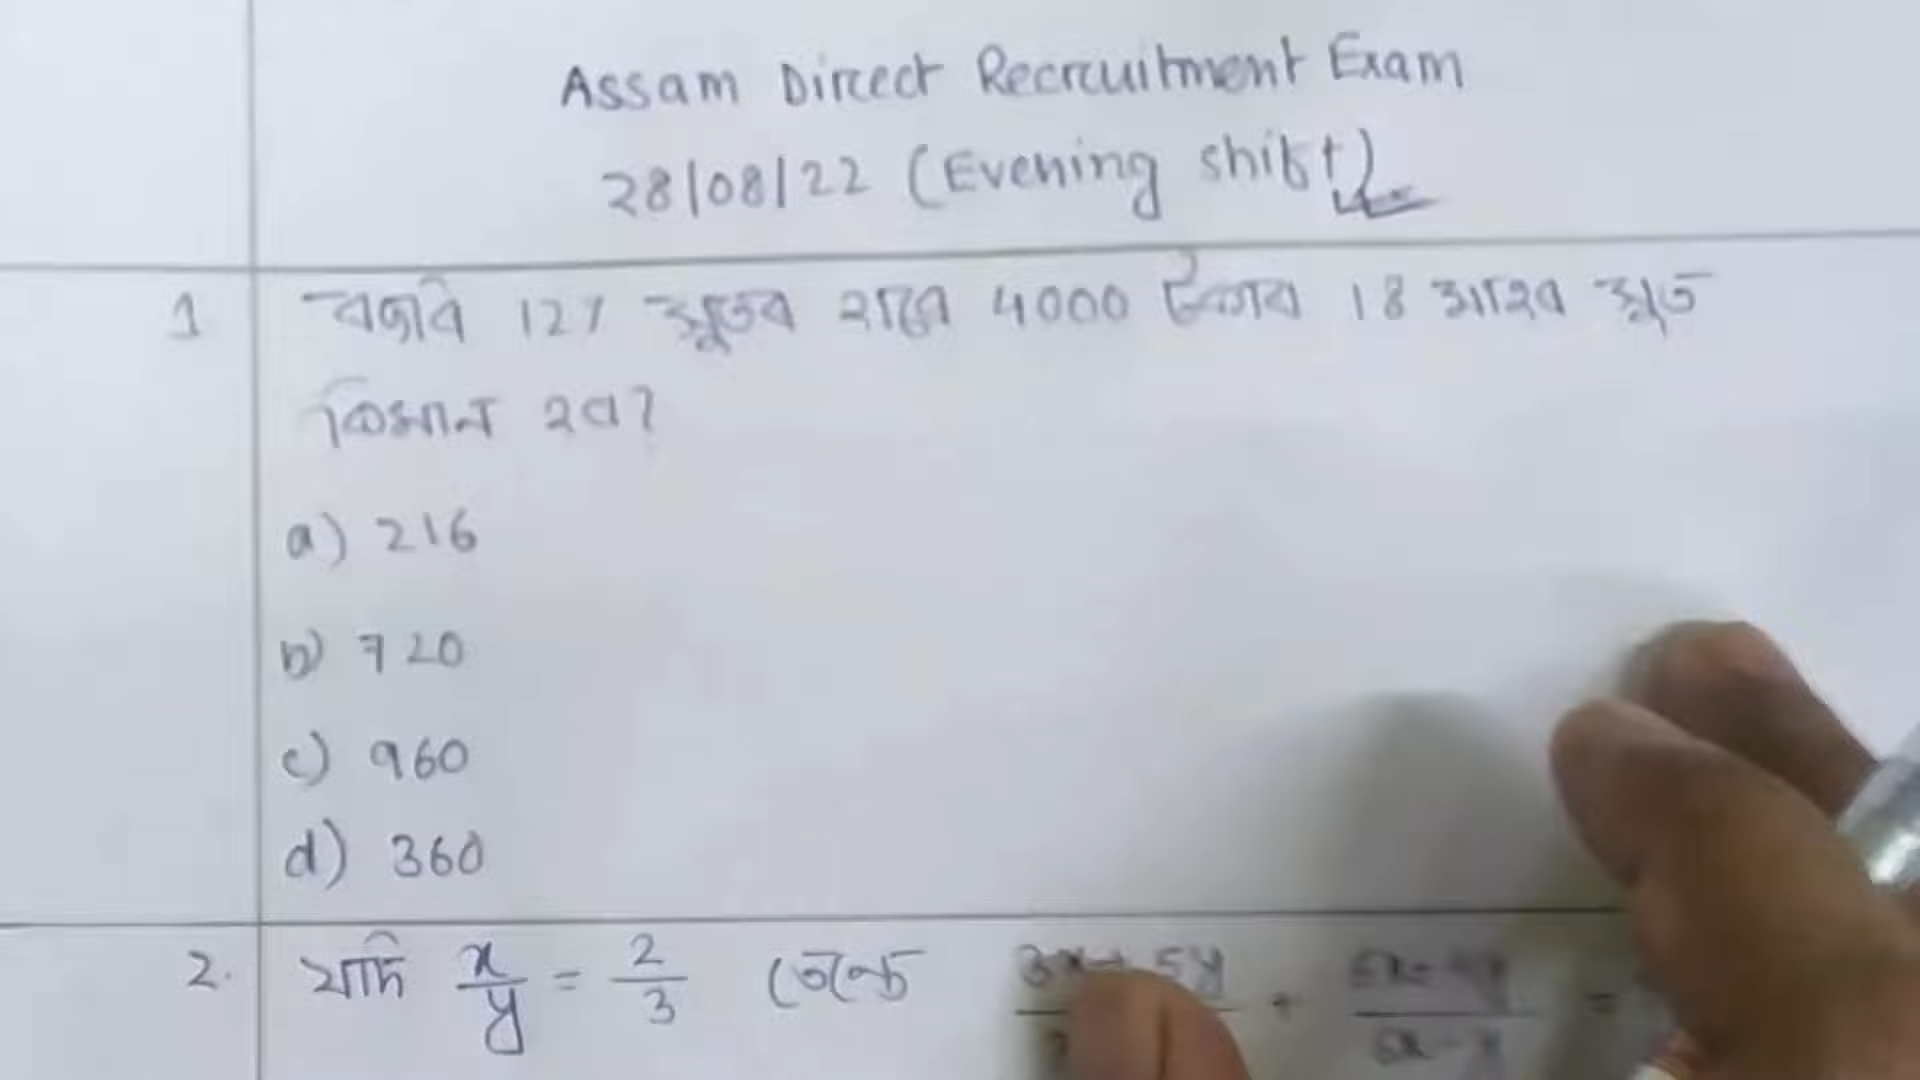 Assam Direct Recruitment Exam
28/08/22 (Evening shift)
1 বছৰি 12% সুতৰ হাৰে 4000 টকাৰ 18 মাহৰ সুত
কিমান হব?
a) 216
b) 720
c) 960
d) 360
2. যদি x/y = 2/3 তেন্তে